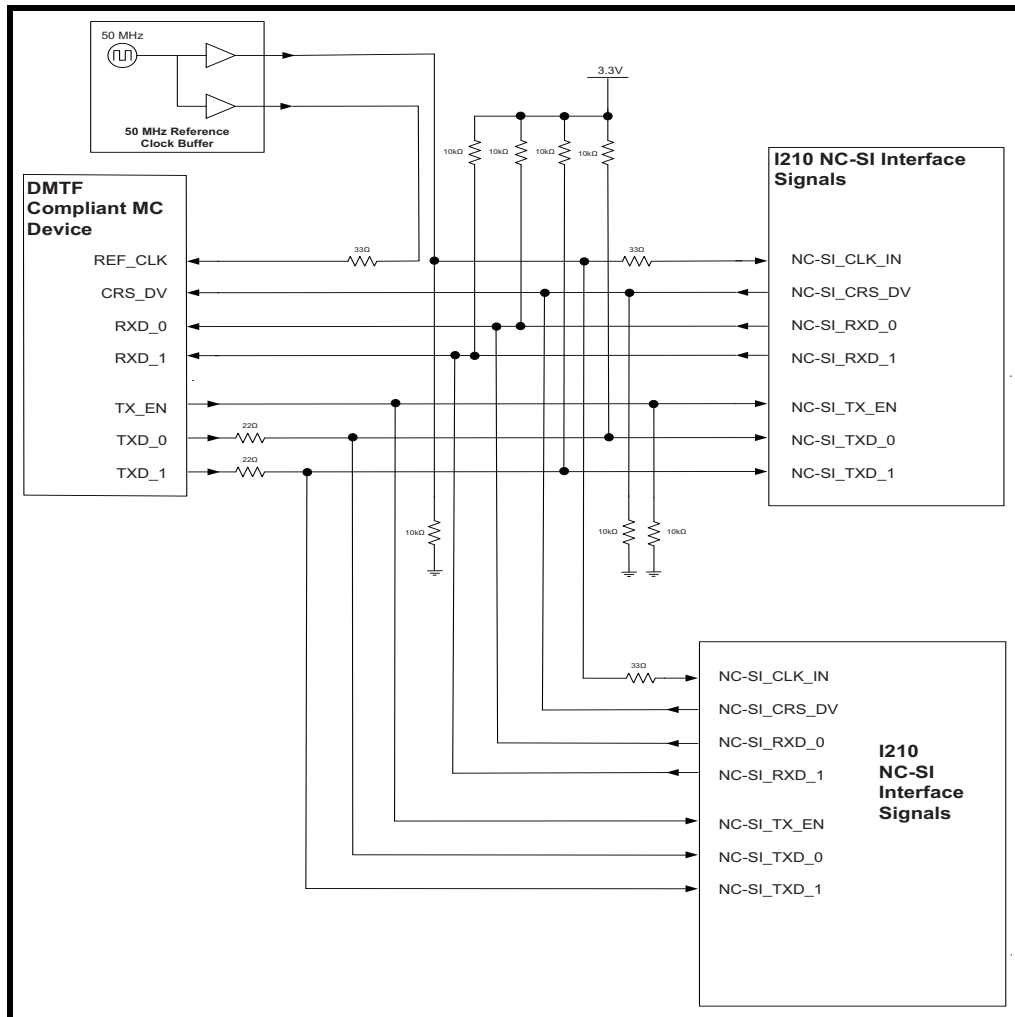 50 MHz
50 MHz Reference
Clock Buffer
3.3V
10kΩ
10kΩ
10kΩ
10kΩ
DMTF
Compliant MC
Device
REF_CLK
CRS_DV
RXD_0
RXD_1
TX_EN
TXD_0
TXD_1
33Ω
33Ω
22Ω
22Ω
I210 NC-SI Interface
Signals
NC-SI_CLK_IN
NC-SI_CRS_DV
NC-SI_RXD_0
NC-SI_RXD_1
NC-SI_TX_EN
NC-SI_TXD_0
NC-SI_TXD_1
10kΩ
10kΩ
10kΩ
33Ω
NC-SI_CLK_IN
NC-SI_CRS_DV
NC-SI_RXD_0
NC-SI_RXD_1
NC-SI_TX_EN
NC-SI_TXD_0
NC-SI_TXD_1
I210
NC-SI
Interface
Signals